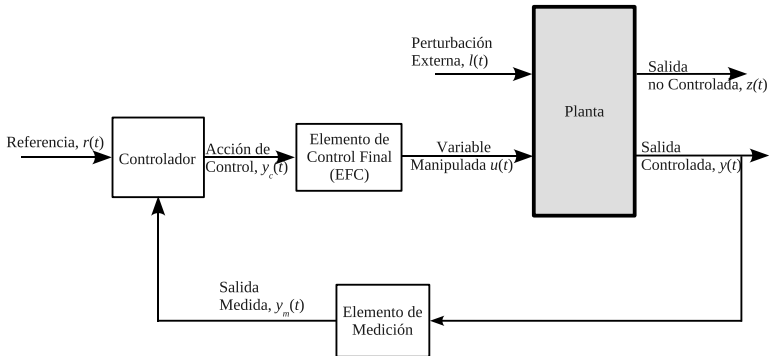 Perturbación
Externa, l(t)
Salida
no Controlada, z(t)
Planta
Referencia, r(t)
Controlador
Acción de
Control, y_c(t)
Elemento de
Control Final
(EFC)
Variable
Manipulada u(t)
Salida
Controlada, y(t)
Salida
Medida, y_m(t)
Elemento de
Medición